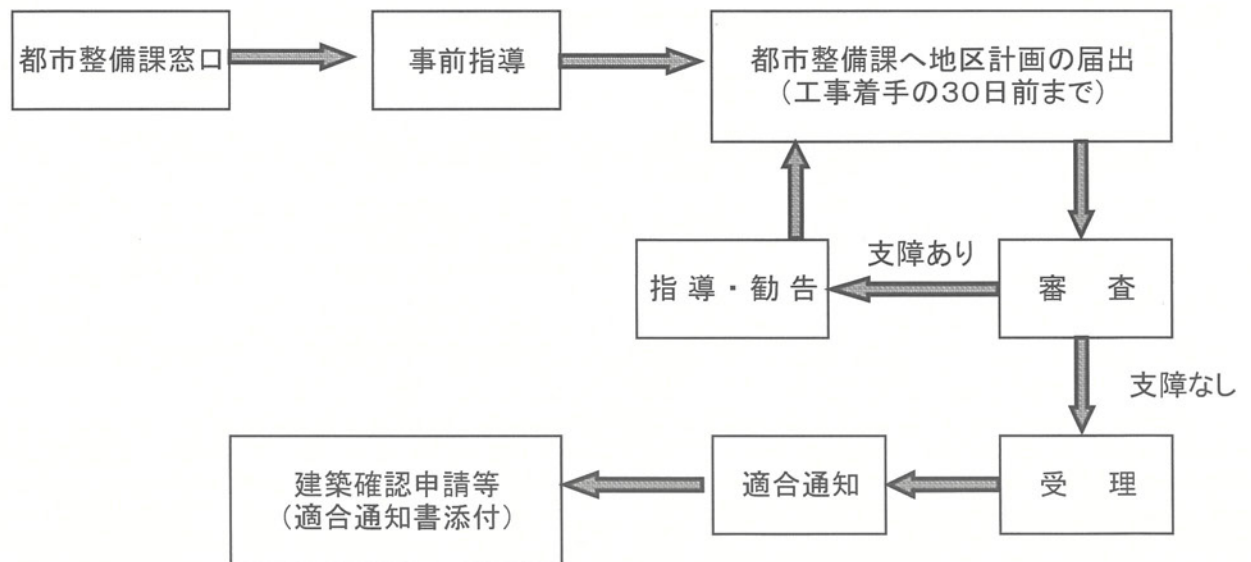 都市整備課窓口
事前指導
都市整備課へ地区計画の届出
(工事着手の30日前まで)
支障あり
指導・勧告
審　査
支障なし
建築確認申請等
(適合通知書添付)
適合通知
受　理